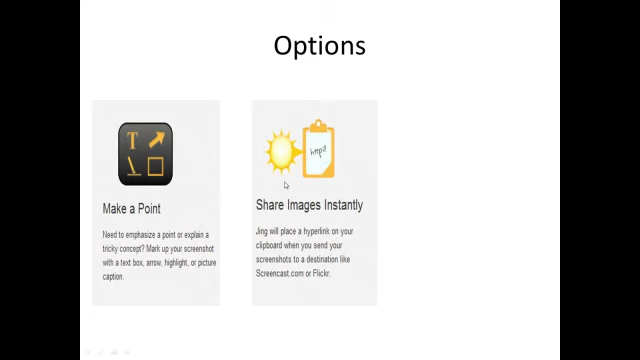 Options
T
http://
Make a Point
Need to emphasize a point or explain a
tricky concept? Mark up your screenshot
with a text box, arrow, highlight, or picture
caption.
Share Images Instantly
Jing will place a hyperlink on your
clipboard when you send your
screenshots to a destination like
Screencast.com or Flickr.